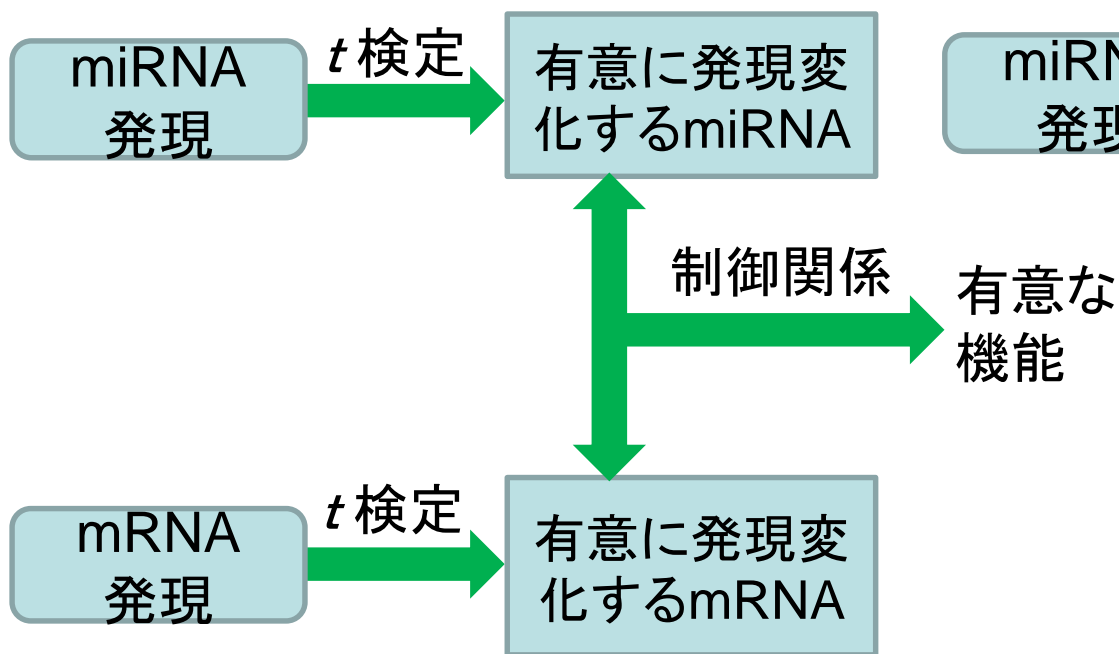 miRNA
発現
t 検定
有意に発現変
化するmiRNA
発現
制御関係
有意な
機能
mRNA
発現
t 検定
有意に発現変
化するmRNA